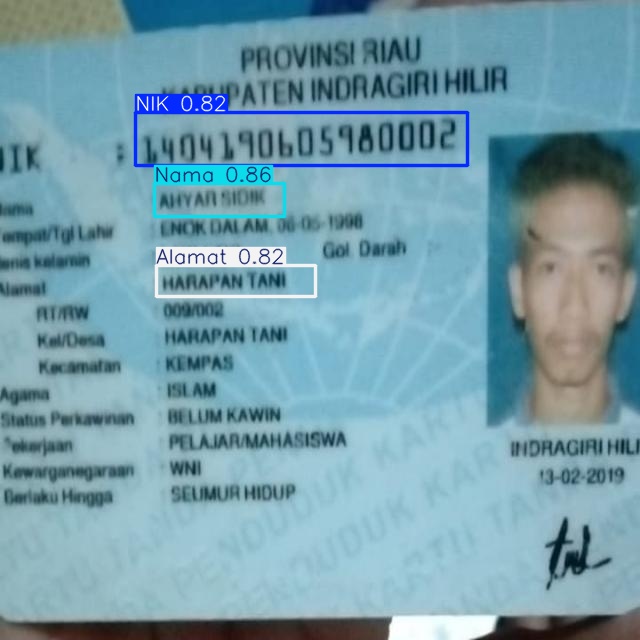 PROVINSI RIAU
KABUPATEN INDRAGIRI HILIR
NIK 0.82
NIK : 1404190605980002
Nama 0.86
Nama AHYAR SIDIK
Tempat/Tgl Lahir : ENOK DALAM, 06-05-1998
Jenis kelamin Gol. Darah :
Alamat 0.82
Alamat HARAPAN TANI
RT/RW : 009/002
Kel/Desa : HARAPAN TANI
Kecamatan : KEMPAS
Agama : ISLAM
Status Perkawinan : BELUM KAWIN
Pekerjaan : PELAJAR/MAHASISWA
Kewarganegaraan : WNI
Berlaku Hingga : SEUMUR HIDUP
INDRAGIRI HILI
13-02-2019